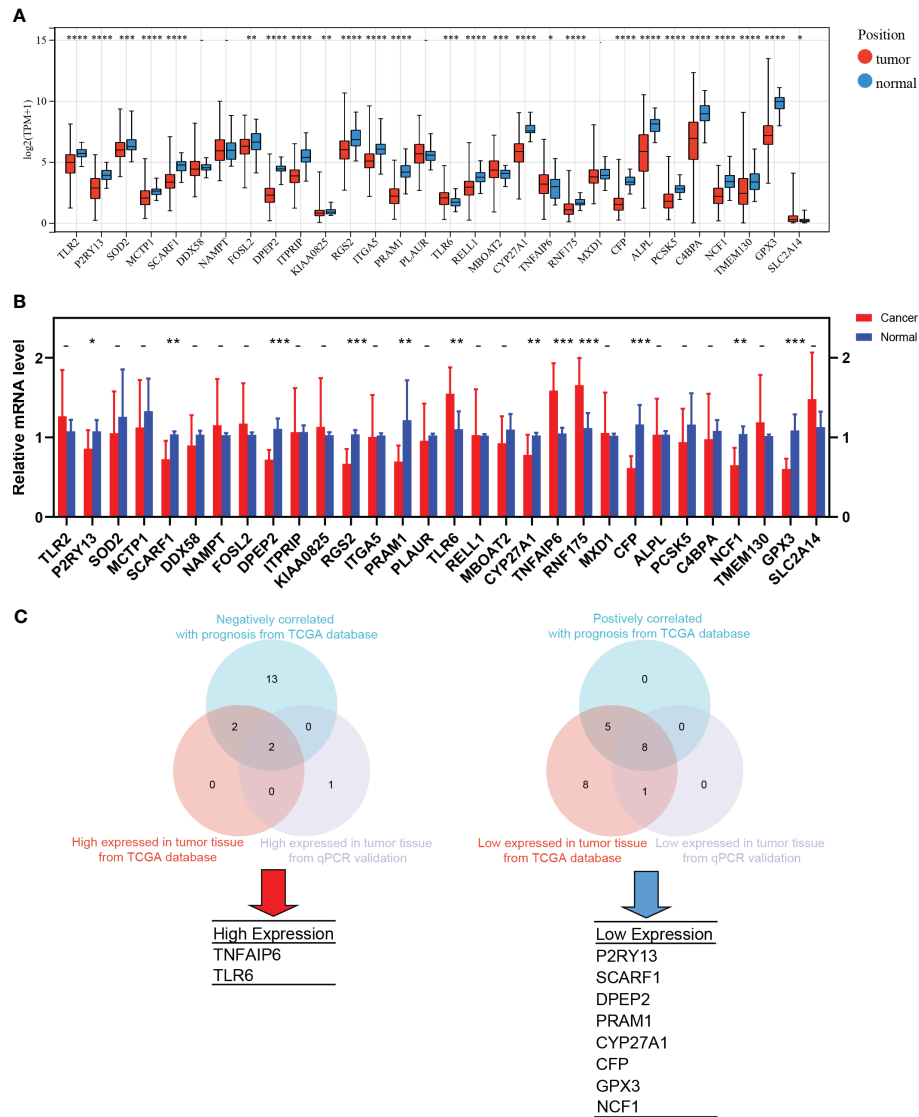 A
**** **** *** **** **** - - ** **** **** ** **** **** **** - *** **** *** **** * **** . **** **** **** **** **** **** **** *
15
10
5
0
log2(TPM+1)
Position
tumor
normal
TLR2 P2RY13 SOD2 MCTP1 SCARF1 DDX58 NAMPT FOSL2 DPEP2 ITPRIP KIAA0825 RGS2 ITGA5 PRAM1 PLAUR TLR6 RELL1 MBOAT2 CYP27A1 TNFAIP6 RNF175 MXD1 CFP ALPL PCSK5 C4BPA NCF1 TMEM130 GPX3 SLC2A14
B
Cancer
Normal
- * - - ** - - - *** - - *** - ** - ** - - ** *** *** - *** - - - ** - *** -
2 2
1 1
0 0
Relative mRNA level
TLR2 P2RY13 SOD2 MCTP1 SCARF1 DDX58 NAMPT FOSL2 DPEP2 ITPRIP KIAA0825 RGS2 ITGA5 PRAM1 PLAUR TLR6 RELL1 MBOAT2 CYP27A1 TNFAIP6 RNF175 MXD1 CFP ALPL PCSK5 C4BPA NCF1 TMEM130 GPX3 SLC2A14
C
Negatively correlated
with prognosis from TCGA database
13
2 0
2
0 1
0
High expressed in tumor tissue
from TCGA database
High expressed in tumor tissue
from qPCR validation
High Expression
TNFAIP6
TLR6
Postively correlated
with prognosis from TCGA database
0
5 0
8
8 0
1
Low expressed in tumor tissue
from TCGA database
Low expressed in tumor tissue
from qPCR validation
Low Expression
P2RY13
SCARF1
DPEP2
PRAM1
CYP27A1
CFP
GPX3
NCF1